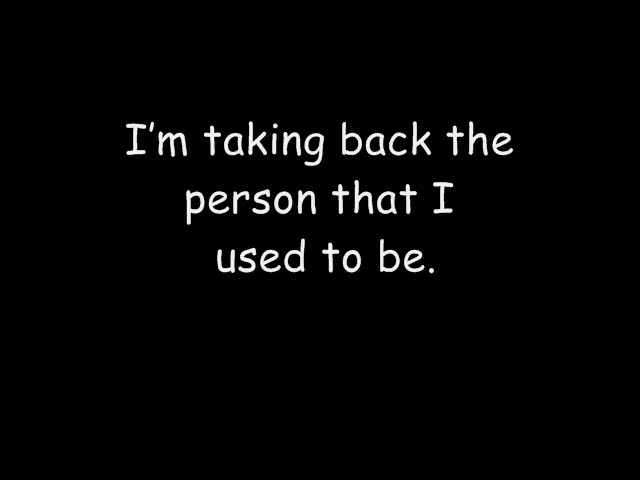 I'm taking back the
person that I
used to be.